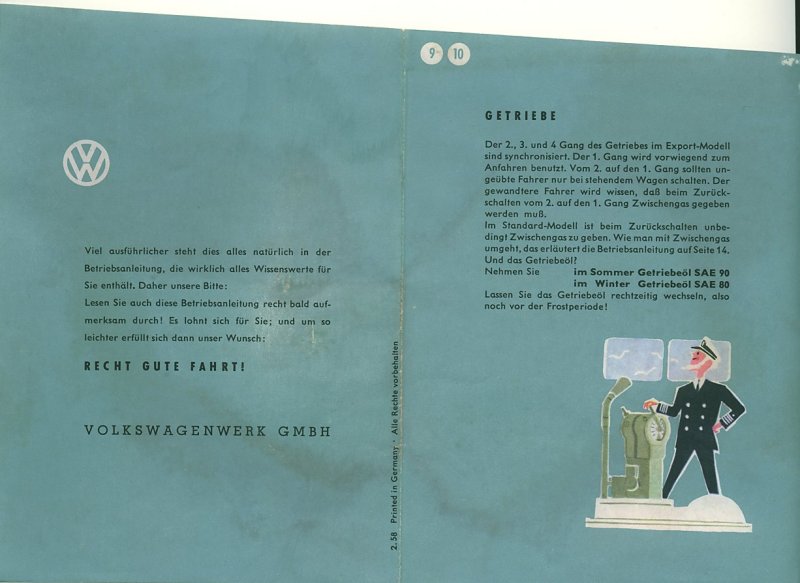 VW
Viel ausführlicher steht dies alles natürlich in der
Betriebsanleitung, die wirklich alles Wissenswerte für
Sie enthält. Daher unsere Bitte:
Lesen Sie auch diese Betriebsanleitung recht bald auf-
merksam durch! Es lohnt sich für Sie; und um so
leichter erfüllt sich dann unser Wunsch:
RECHT GUTE FAHRT!
VOLKSWAGENWERK GMBH
2. 58 Printed in Germany · Alle Rechte vorbehalten
9 10
GETRIEBE
Der 2., 3. und 4 Gang des Getriebes im Export-Modell
sind synchronisiert. Der 1. Gang wird vorwiegend zum
Anfahren benutzt. Vom 2. auf den 1. Gang sollten un-
geübte Fahrer nur bei stehendem Wagen schalten. Der
gewandtere Fahrer wird wissen, daß beim Zurück-
schalten vom 2. auf den 1. Gang Zwischengas gegeben
werden muß.
Im Standard-Modell ist beim Zurückschalten unbe-
dingt Zwischengas zu geben. Wie man mit Zwischengas
umgeht, das erläutert die Betriebsanleitung auf Seite 14.
Und das Getriebeöl?
Nehmen Sie im Sommer Getriebeöl SAE 90
im Winter Getriebeöl SAE 80
Lassen Sie das Getriebeöl rechtzeitig wechseln, also
noch vor der Frostperiode!